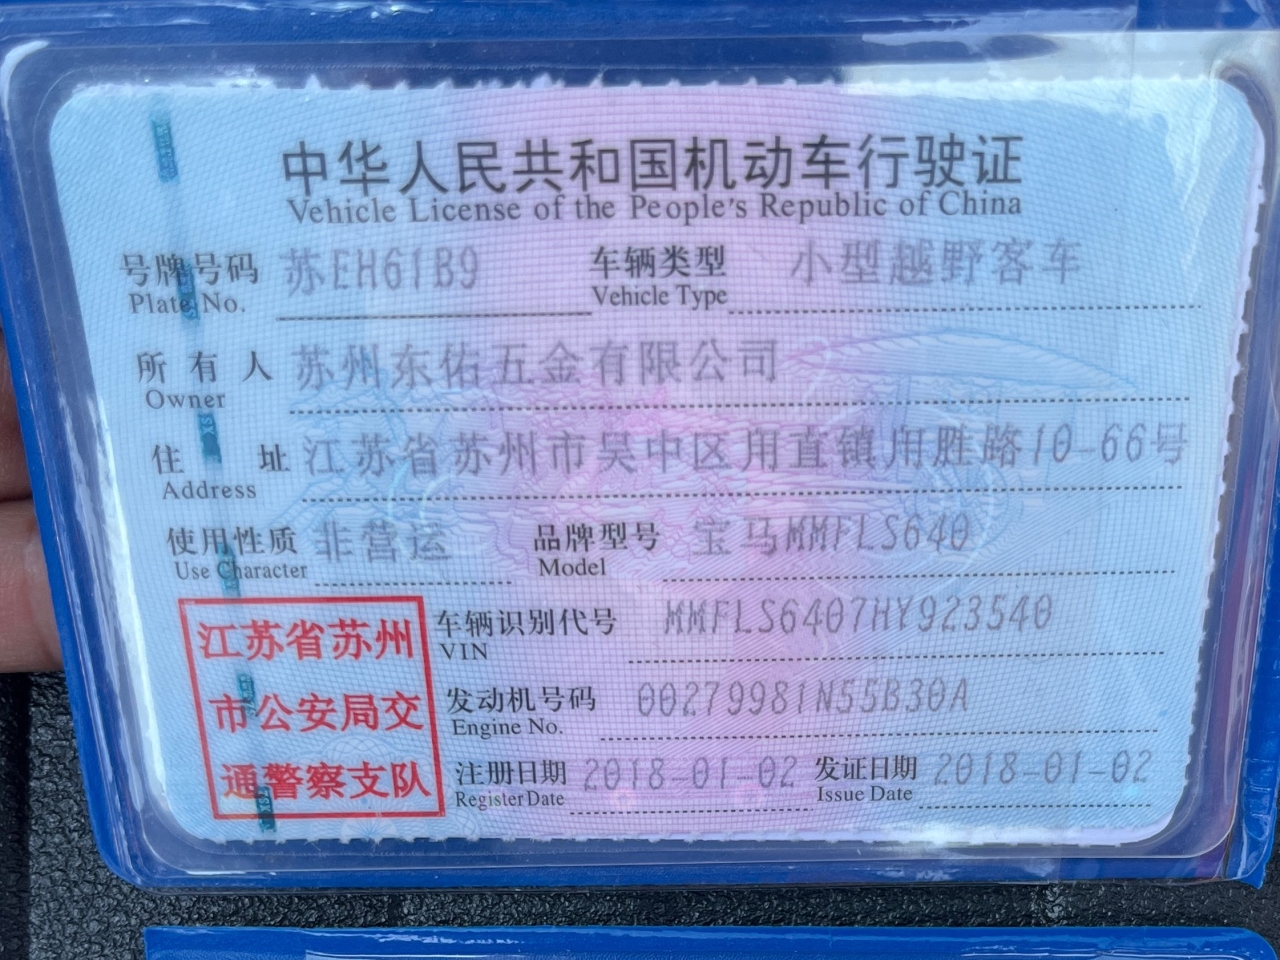 中华人民共和国机动车行驶证
Vehicle License of the People's Republic of China
号牌号码 苏EH61B9 车辆类型 小型越野客车
Plate No. Vehicle Type
所有人 苏州东佑五金有限公司
Owner
住址 江苏省苏州市吴中区甪直镇甪胜路10-66号
Address
使用性质 非营运 品牌型号 宝马MMFLS640
Use Character Model
江苏省苏州 车辆识别代号 MMFLS6407HY923540
VIN
市公安局交 发动机号码 00279981N55B30A
Engine No.
通警察支队 注册日期 2018-01-02 发证日期 2018-01-02
Register Date Issue Date